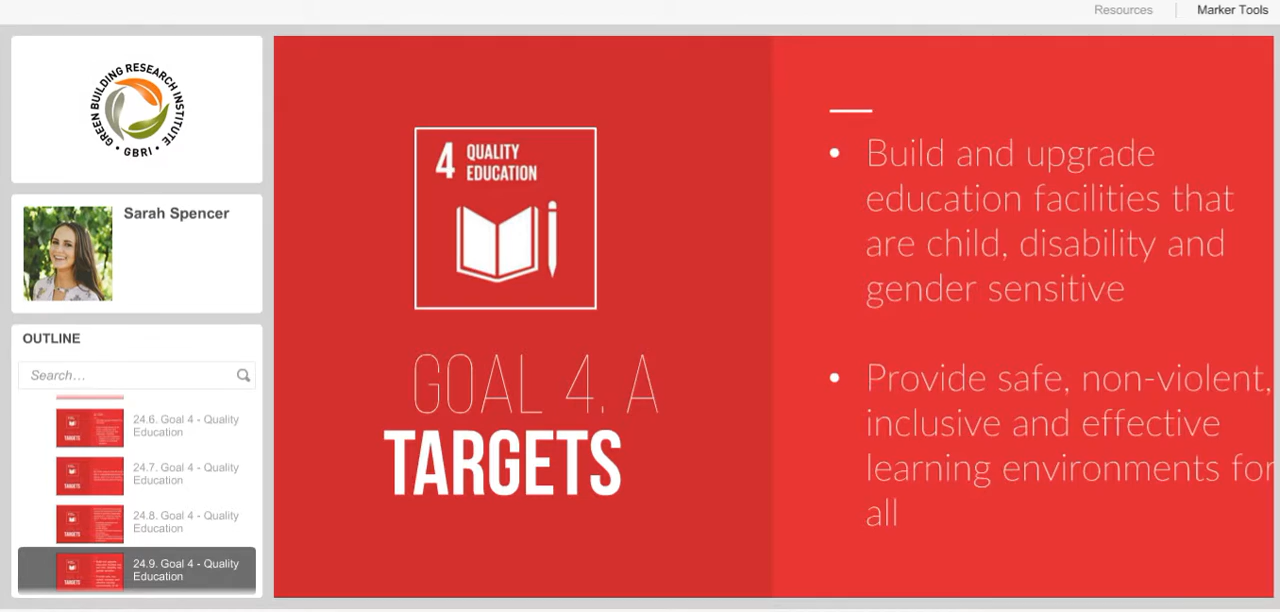 Resources | Marker Tools
GREEN BUILDING RESEARCH INSTITUTE
• GBRI •
Sarah Spencer
OUTLINE
Search...
24.6. Goal 4 - Quality
Education
24.7. Goal 4 - Quality
Education
24.8. Goal 4 - Quality
Education
24.9. Goal 4 - Quality
Education
4 QUALITY
EDUCATION
GOAL 4. A
TARGETS
• Build and upgrade
education facilities that
are child, disability and
gender sensitive
• Provide safe, non-violent,
inclusive and effective
learning environments for
all